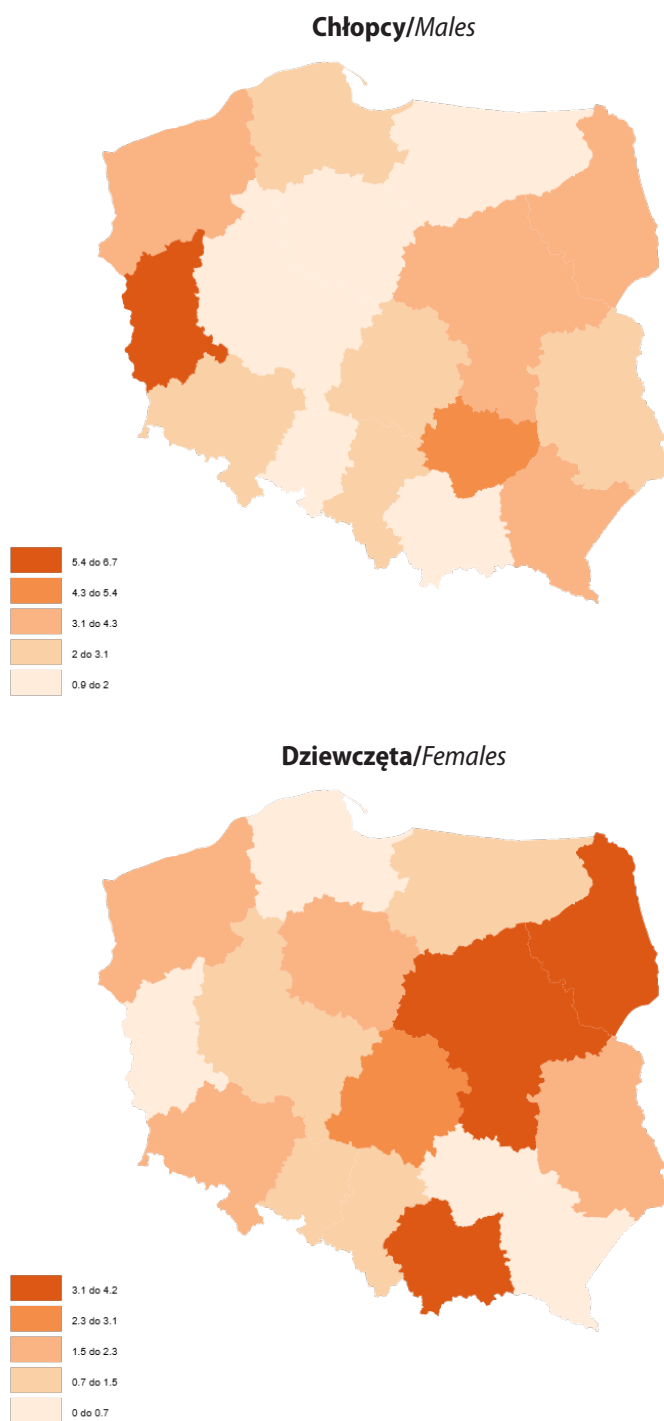 Chłopcy/Males
5.4 do 6.7
4.3 do 5.4
3.1 do 4.3
2 do 3.1
0.9 do 2
Dziewczęta/Females
3.1 do 4.2
2.3 do 3.1
1.5 do 2.3
0.7 do 1.5
0 do 0.7